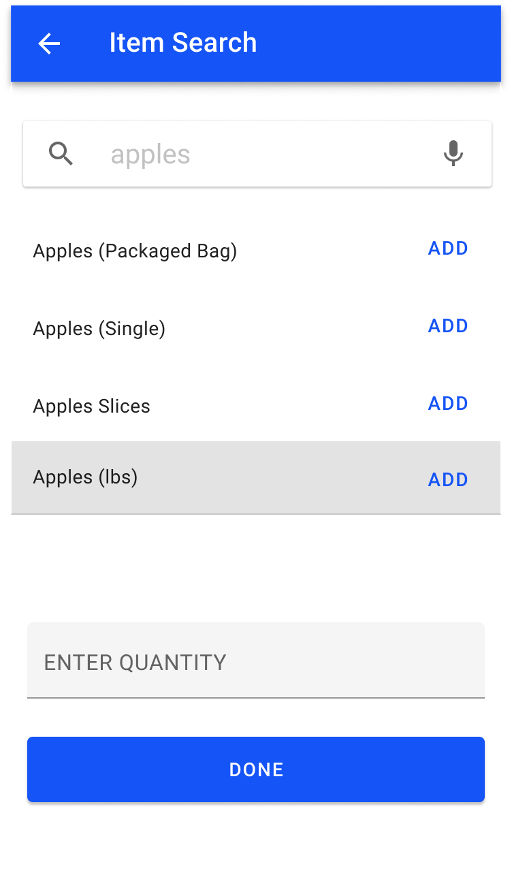 Item Search
apples
Apples (Packaged Bag) ADD
Apples (Single) ADD
Apples Slices ADD
Apples (lbs) ADD
ENTER QUANTITY
DONE